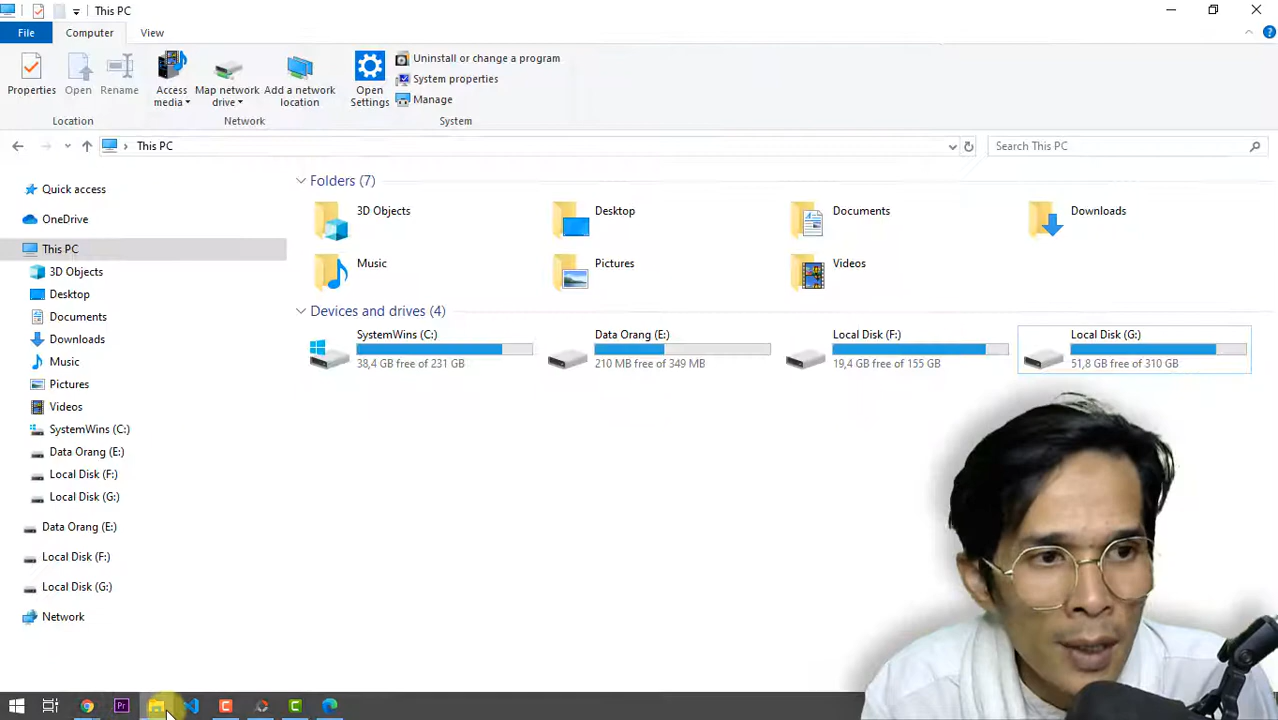 This PC
File
Computer
View
Properties
Open
Rename
Access media
Map network drive
Add a network location
Open Settings
Uninstall or change a program
System properties
Manage
Location
Network
System
This PC
Search This PC
Quick access
OneDrive
This PC
3D Objects
Desktop
Documents
Downloads
Music
Pictures
Videos
SystemWins (C:)
Data Orang (E:)
Local Disk (F:)
Local Disk (G:)
Data Orang (E:)
Local Disk (F:)
Local Disk (G:)
Network
Folders (7)
3D Objects
Desktop
Documents
Downloads
Music
Pictures
Videos
Devices and drives (4)
SystemWins (C:)
38,4 GB free of 231 GB
Data Orang (E:)
210 MB free of 349 MB
Local Disk (F:)
19,4 GB free of 155 GB
Local Disk (G:)
51,8 GB free of 310 GB
Pr